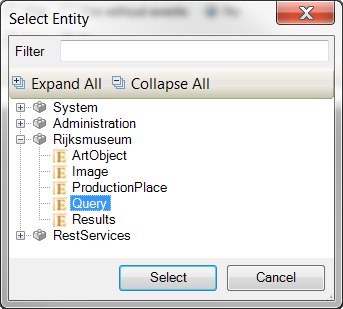 Select Entity
Filter
Expand All Collapse All
System
Administration
Rijksmuseum
E ArtObject
E Image
E ProductionPlace
E Query
E Results
RestServices
Select Cancel